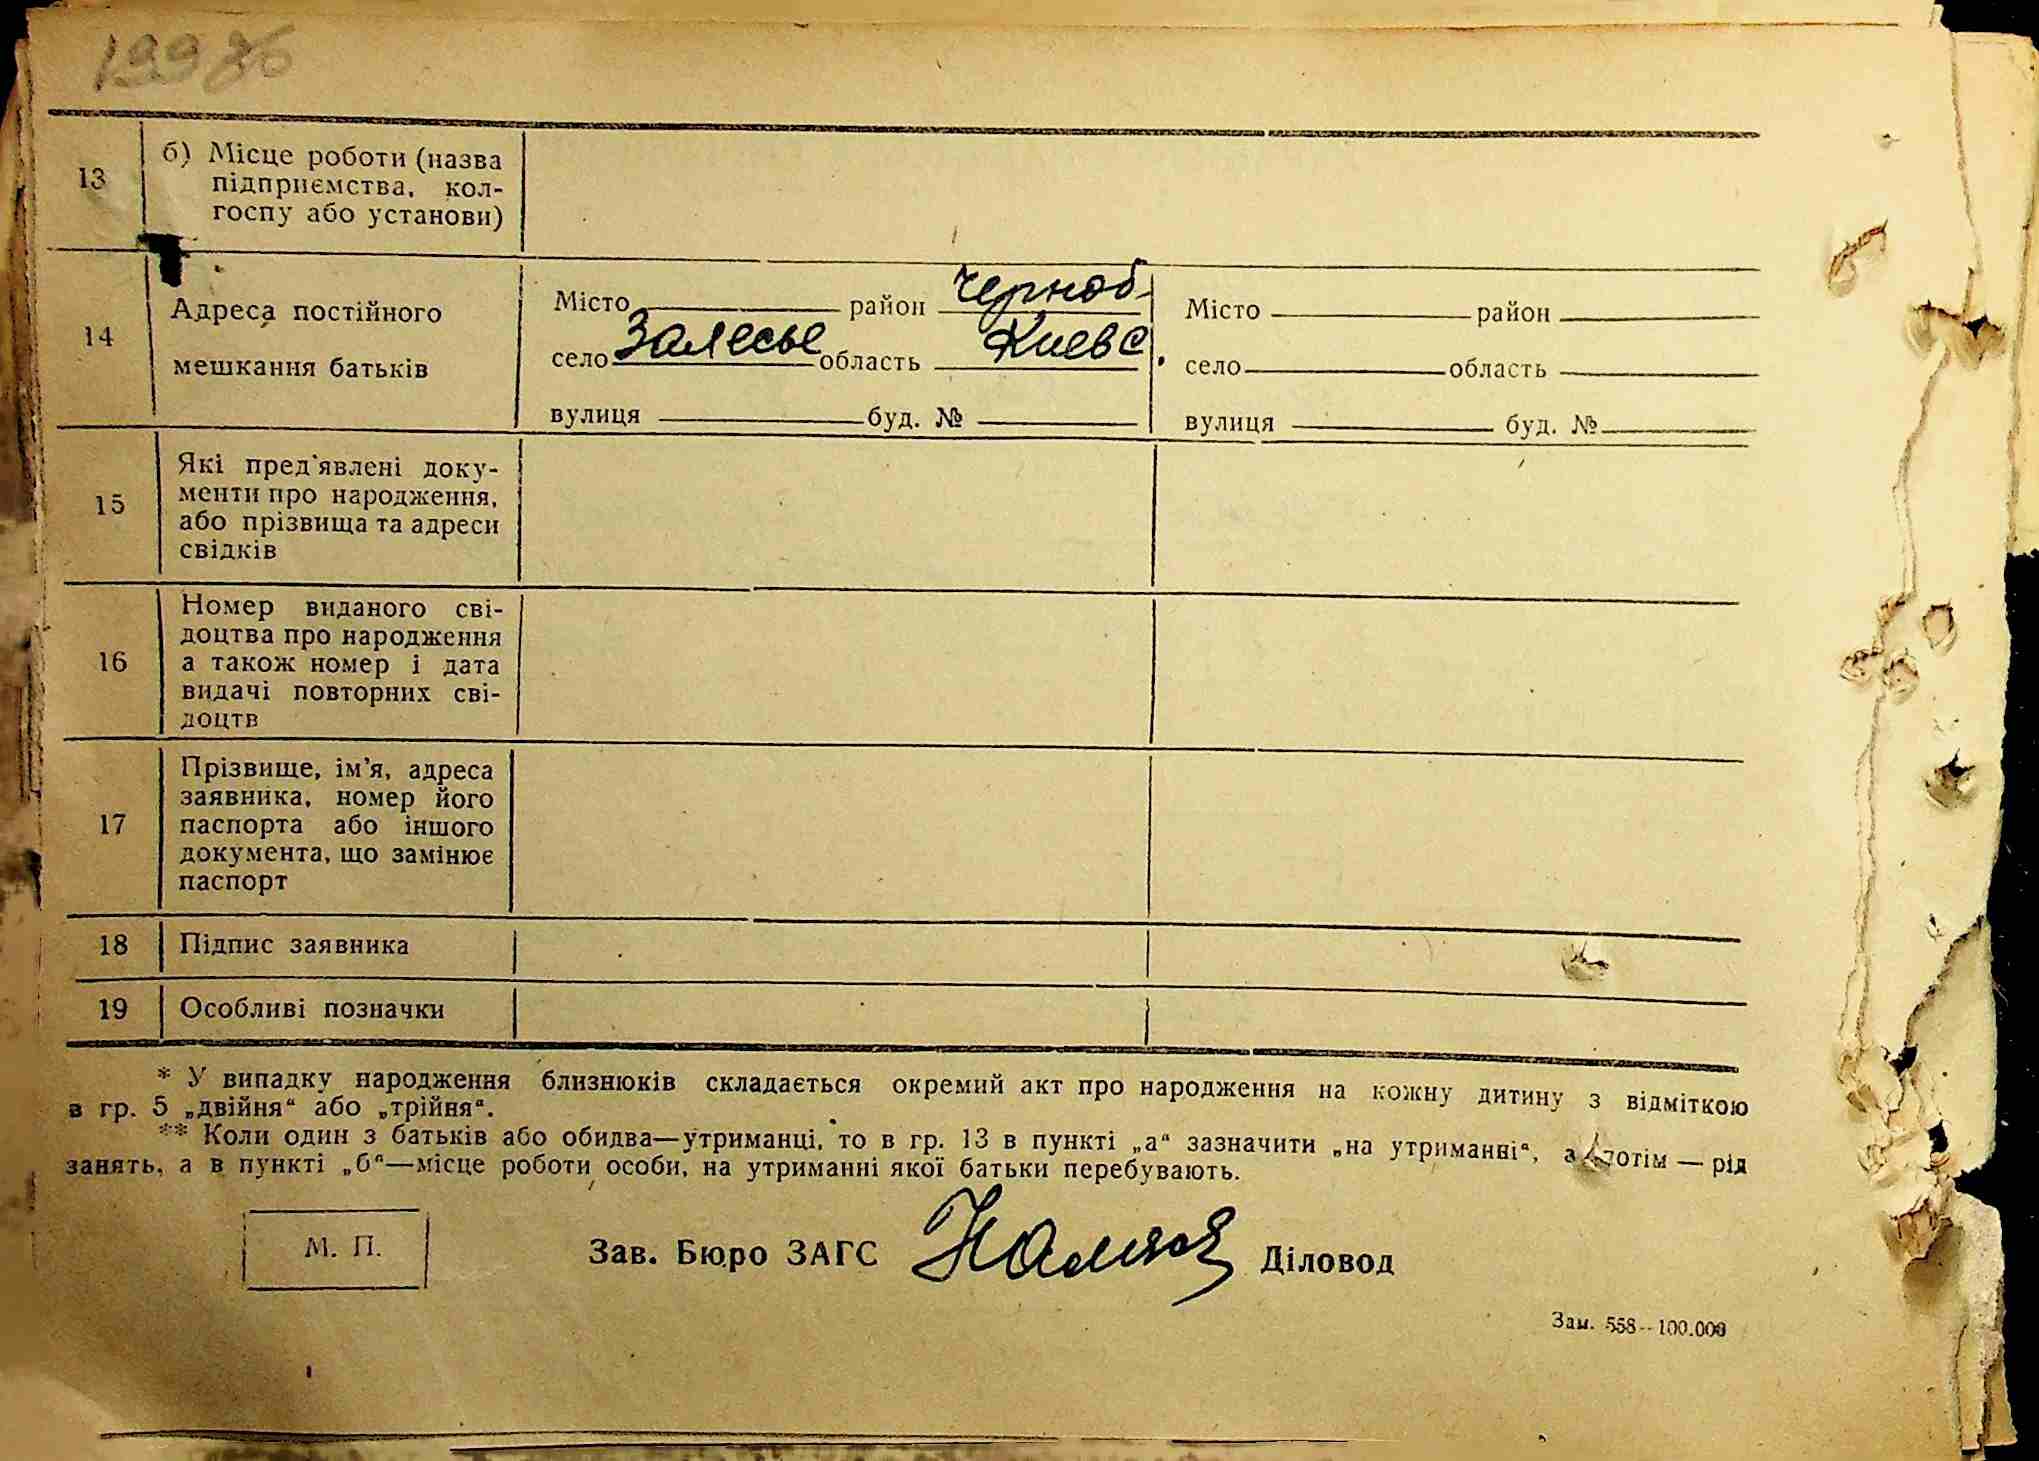 199зв
13
б) Місце роботи (назва
підприємства, кол-
госпу або установи)
14
Адреса постійного
мешкання батьків
Місто район Черноб.
село Залесье область Киевс.
вулиця буд. №
Місто район
село область
вулиця буд. №
15
Які пред'явлені доку-
менти про народження,
або прізвища та адреси
свідків
16
Номер виданого сві-
доцтва про народження
а також номер і дата
видачі повторних сві-
доцтв
17
Прізвище, ім'я, адреса
заявника, номер його
паспорта або іншого
документа, що замінює
паспорт
18
Підпис заявника
19
Особливі позначки
* У випадку народження близнюків складається окремий акт про народження на кожну дитину з відміткою
в гр. 5 „двійня“ або „трійня“.
** Коли один з батьків або обидва—утриманці, то в гр. 13 в пункті „а“ зазначити „на утриманні“, а потім — рід
занять, а в пункті „б“—місце роботи особи, на утриманні якої батьки перебувають.
М. П.
Зав. Бюро ЗАГС Діловод
Зам. 558--100.000